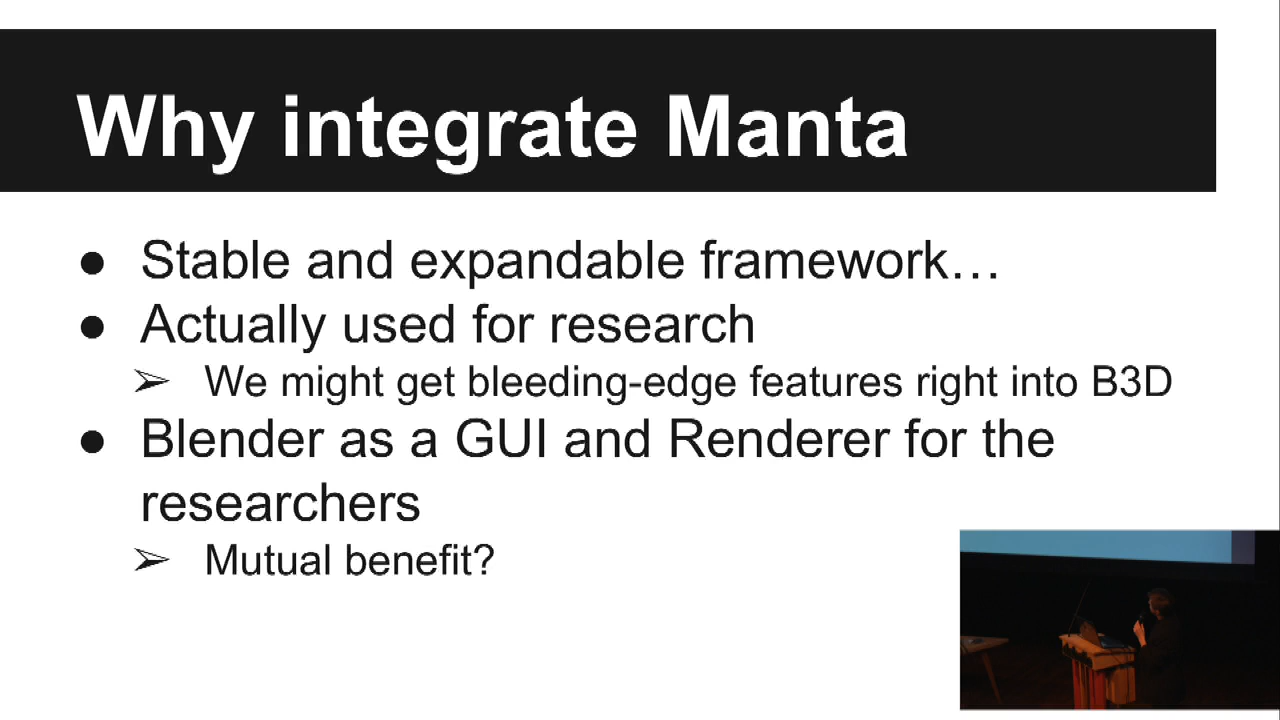 Why integrate Manta
● Stable and expandable framework…
● Actually used for research
➢ We might get bleeding-edge features right into B3D
● Blender as a GUI and Renderer for the
researchers
➢ Mutual benefit?